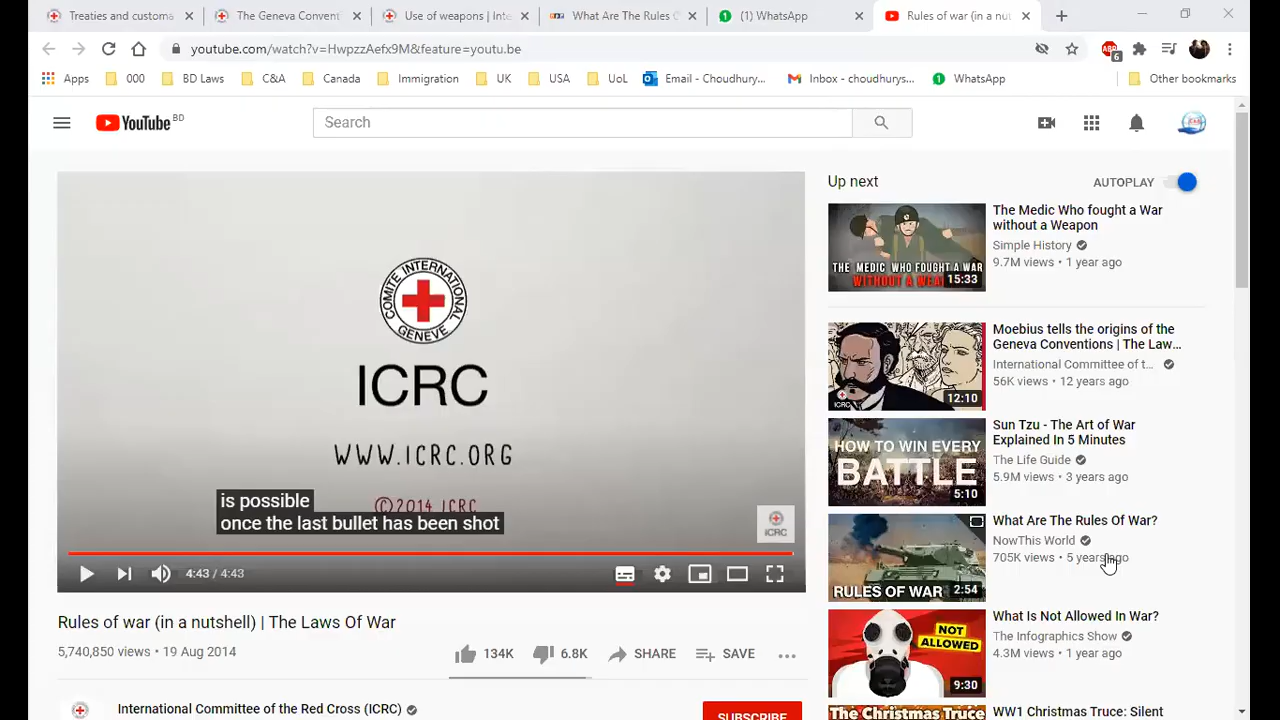 Treaties and customa
The Geneva Convent
Use of weapons | Int
What Are The Rules O
(1) WhatsApp
Rules of war (in a nut
youtube.com/watch?v=HwpzzAefx9M&feature=youtu.be
6
Apps
000
BD Laws
C&A
Canada
Immigration
UK
USA
UoL
Email - Choudhury...
Inbox - choudhurys...
WhatsApp
Other bookmarks
YouTube BD
Search
COMITE INTERNATIONAL GENEVE
ICRC
WWW.ICRC.ORG
©2014 ICRC
is possible
once the last bullet has been shot
ICRC
4:43 / 4:43
Rules of war (in a nutshell) | The Laws Of War
5,740,850 views • 19 Aug 2014
134K
6.8K
SHARE
SAVE
International Committee of the Red Cross (ICRC)
SUBSCRIBE
Up next
AUTOPLAY
THE MEDIC WHO FOUGHT A WAR
WITHOUT A WEA
15:33
The Medic Who fought a War
without a Weapon
Simple History
9.7M views • 1 year ago
ICRC
12:10
Moebius tells the origins of the
Geneva Conventions | The Law...
International Committee of t...
56K views • 12 years ago
HOW TO WIN EVERY
BATTLE
5:10
Sun Tzu - The Art of War
Explained In 5 Minutes
The Life Guide
5.9M views • 3 years ago
RULES OF WAR
2:54
What Are The Rules Of War?
NowThis World
705K views • 5 years ago
NOT
ALLOWED
9:30
What Is Not Allowed In War?
The Infographics Show
4.3M views • 1 year ago
The Christmas Truce
WW1 Christmas Truce: Silent